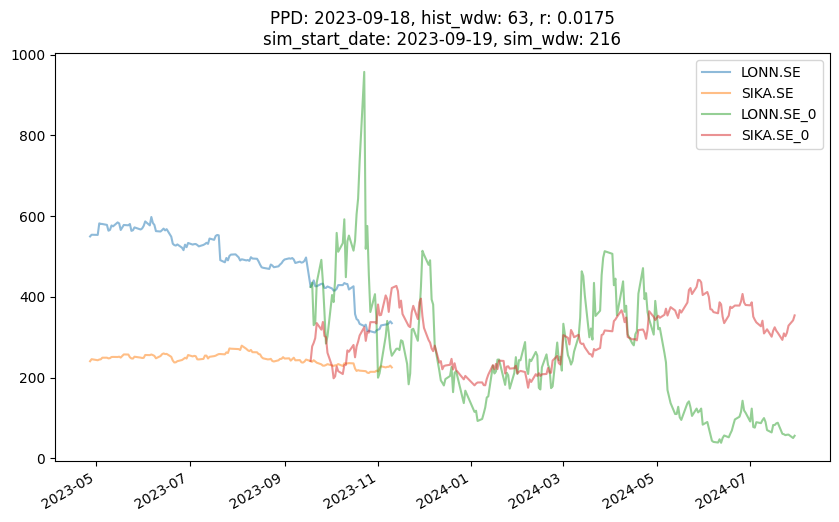 PPD: 2023-09-18, hist_wdw: 63, r: 0.0175
sim_start_date: 2023-09-19, sim_wdw: 216
1000
800
600
400
200
0
LONN.SE
SIKA.SE
LONN.SE_0
SIKA.SE_0
2023-05
2023-07
2023-09
2023-11
2024-01
2024-03
2024-05
2024-07